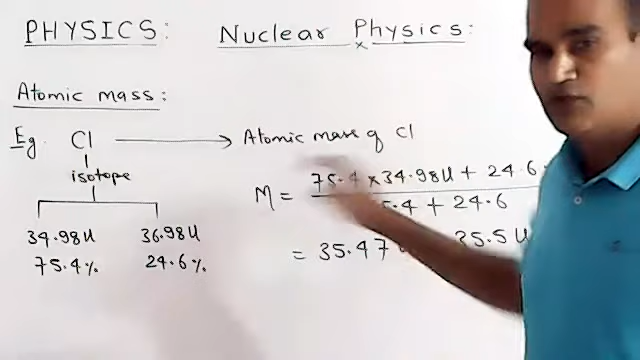 PHYSICS: Nuclear Physics:
Atomic mass:
Eg. Cl → Atomic mass of Cl
isotope
34.98u 36.98u
75.4% 24.6%
M = 75.4 x 34.98u + 24.6
5.4 + 24.6
= 35.47 35.5u